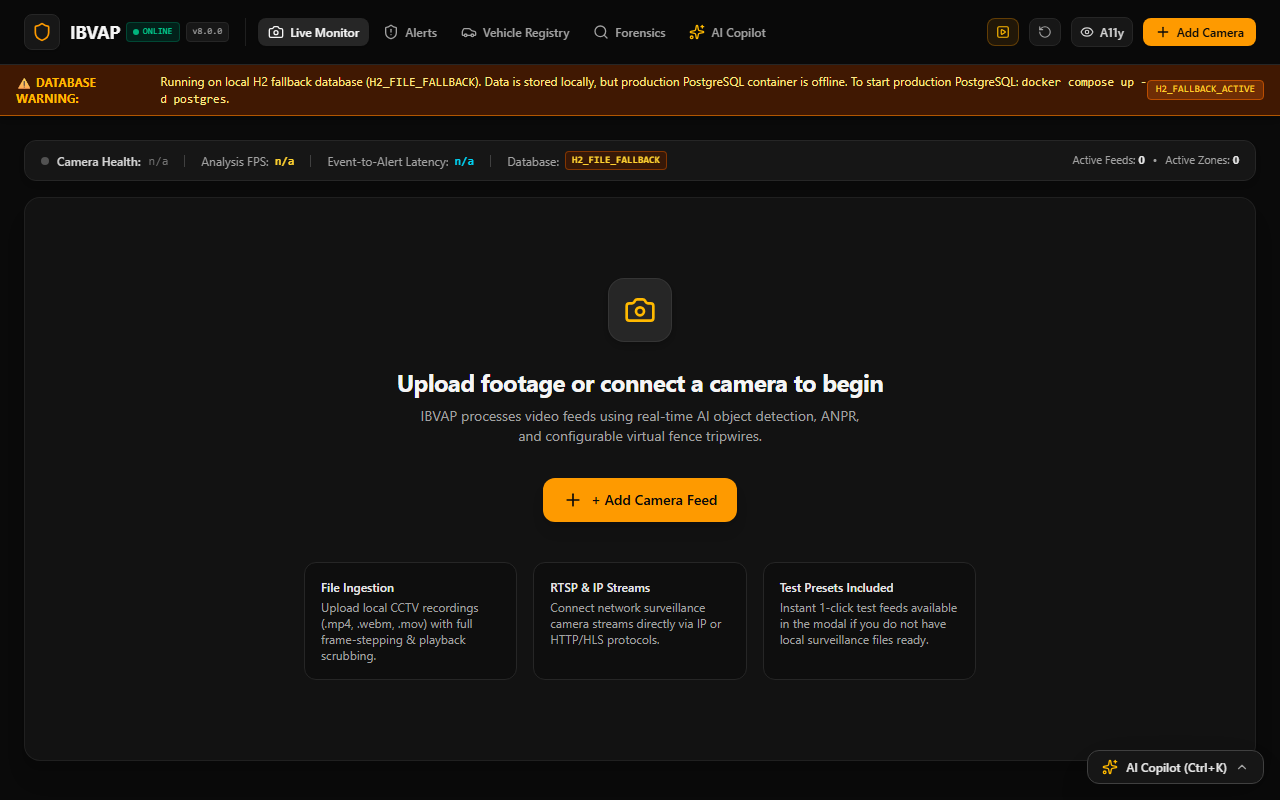 IBVAP ONLINE v8.0.0 Live Monitor Alerts Vehicle Registry Forensics AI Copilot A11y Add Camera
⚠ DATABASE WARNING:
Running on local H2 fallback database (H2_FILE_FALLBACK). Data is stored locally, but production PostgreSQL container is offline. To start production PostgreSQL: docker compose up -
d postgres.
H2_FALLBACK_ACTIVE
Camera Health: n/a Analysis FPS: n/a Event-to-Alert Latency: n/a Database: H2_FILE_FALLBACK Active Feeds: 0 • Active Zones: 0
Upload footage or connect a camera to begin
IBVAP processes video feeds using real-time AI object detection, ANPR,
and configurable virtual fence tripwires.
+ Add Camera Feed
File Ingestion
Upload local CCTV recordings
(.mp4, .webm, .mov) with full
frame-stepping & playback
scrubbing.
RTSP & IP Streams
Connect network surveillance
camera streams directly via IP or
HTTP/HLS protocols.
Test Presets Included
Instant 1-click test feeds available
in the modal if you do not have
local surveillance files ready.
AI Copilot (Ctrl+K)